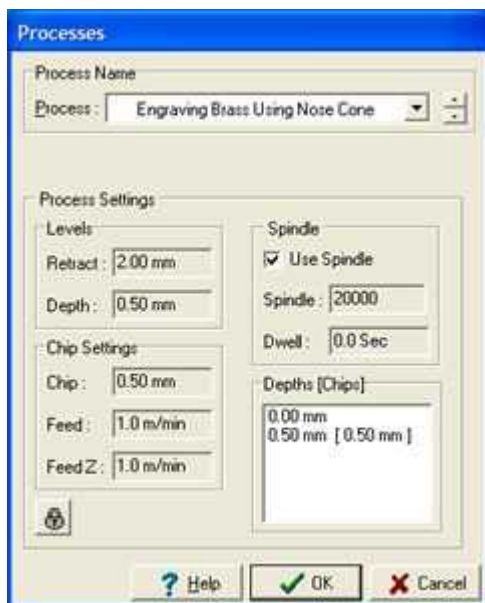 Processes
Process Name
Process : Engraving Brass Using Nose Cone
Process Settings
Levels
Retract : 2.00 mm
Depth : 0.50 mm
Chip Settings
Chip : 0.50 mm
Feed : 1.0 m/min
Feed Z : 1.0 m/min
Spindle
Use Spindle
Spindle : 20000
Dwell : 0.0 Sec
Depths [Chips]
0.00 mm
0.50 mm [ 0.50 mm ]
? Help
OK
Cancel